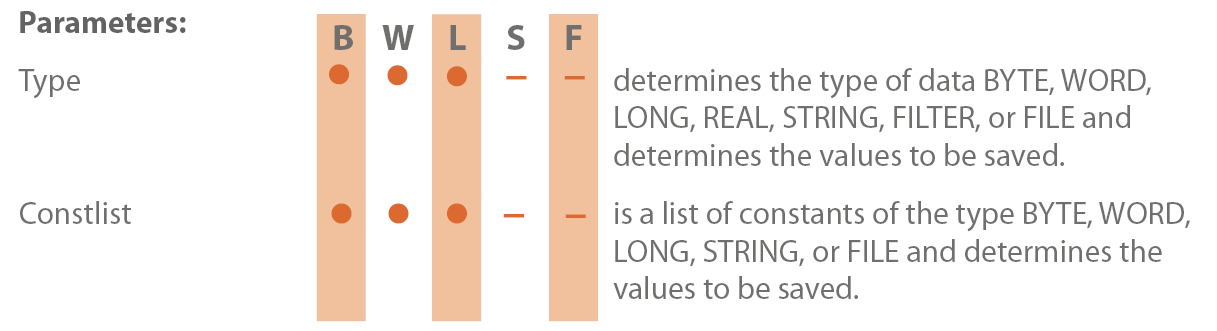 Parameters: B W L S F
Type ● ● ● – – determines the type of data BYTE, WORD,
LONG, REAL, STRING, FILTER, or FILE and
determines the values to be saved.
Constlist ● ● ● – – is a list of constants of the type BYTE, WORD,
LONG, STRING, or FILE and determines the
values to be saved.